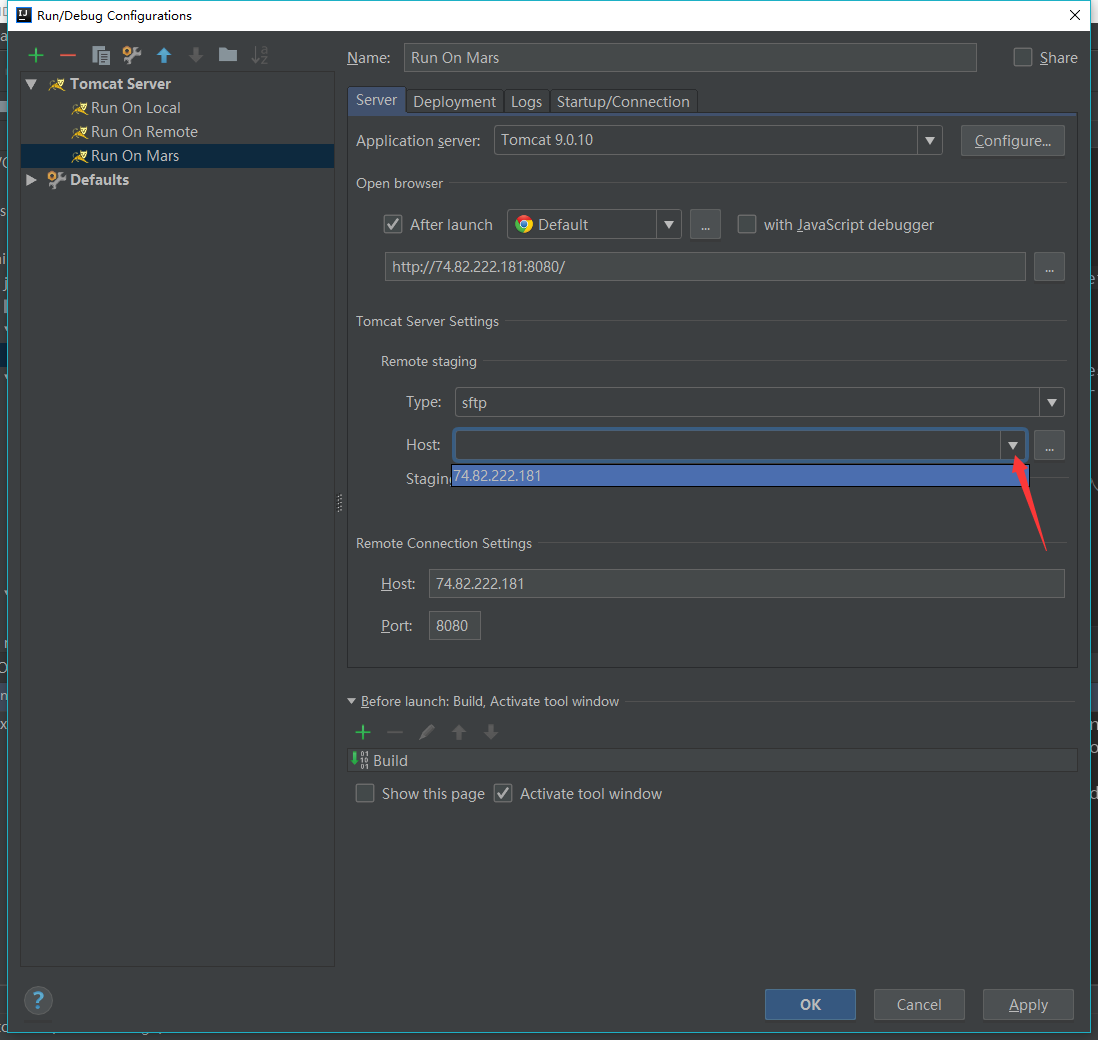 Run/Debug Configurations
Name: Run On Mars Share
Tomcat Server
Run On Local
Run On Remote
Run On Mars
Defaults
Server Deployment Logs Startup/Connection
Application server: Tomcat 9.0.10 Configure...
Open browser
After launch Default ... with JavaScript debugger
http://74.82.222.181:8080/ ...
Tomcat Server Settings
Remote staging
Type: sftp
Host: ...
Stagin 74.82.222.181
Remote Connection Settings
Host: 74.82.222.181
Port: 8080
Before launch: Build, Activate tool window
Build
Show this page Activate tool window
? OK Cancel Apply